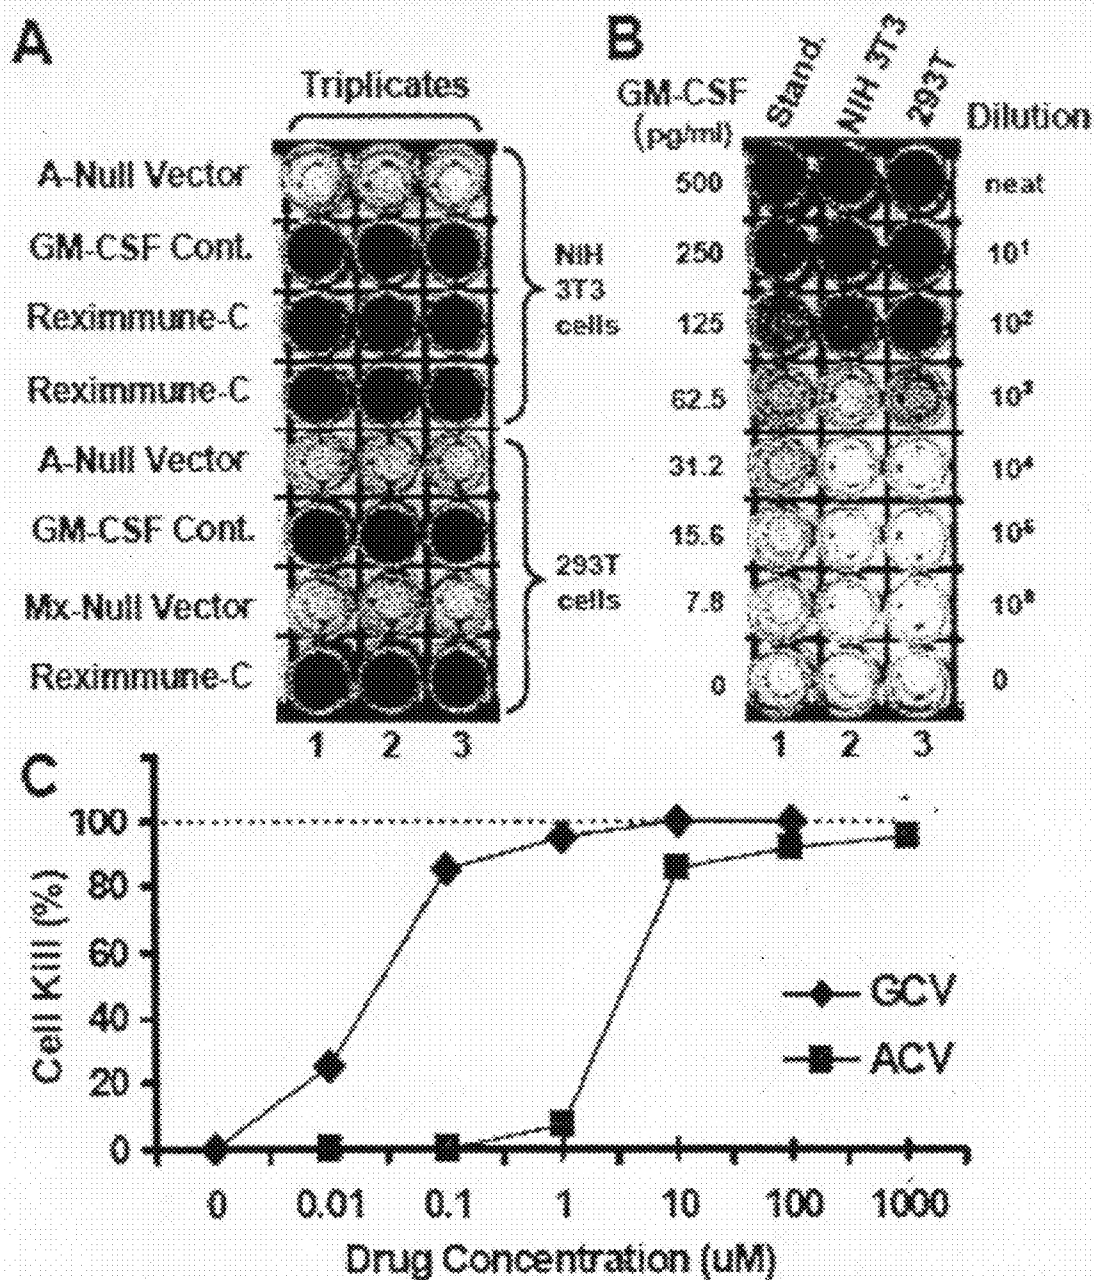 A
Triplicates
A-Null Vector
GM-CSF Cont.
Reximmune-C
Reximmune-C
A-Null Vector
GM-CSF Cont.
Mx-Null Vector
Reximmune-C
NIH
3T3
cells
293T
cells
1 2 3
B
GM-CSF
(pg/ml)
Stand. NIH 3T3 293T Dilution
500 neat
250 10¹
125 10²
62.5 10³
31.2 10⁴
15.6
7.8
0 0
1 2 3
C
Cell Kill (%)
100
80
60
40
20
0
GCV
ACV
0 0.01 0.1 1 10 100 1000
Drug Concentration (uM)